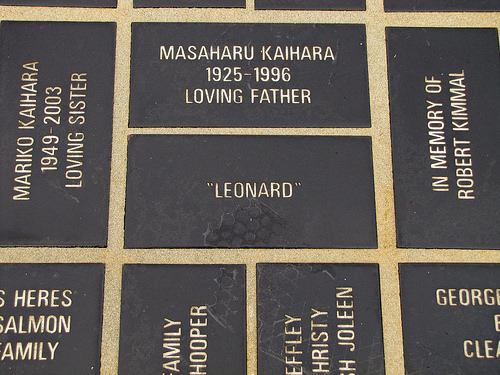 MARIKO KAIHARA
1949-2003
LOVING SISTER
MASAHARU KAIHARA
1925-1996
LOVING FATHER
IN MEMORY OF
ROBERT KIMMAL
"LEONARD"
S HERES
SALMON
FAMILY
AMILY
HOOPER
EFFLEY
HRISTY
H JOLEEN
GEORGE
CLEA